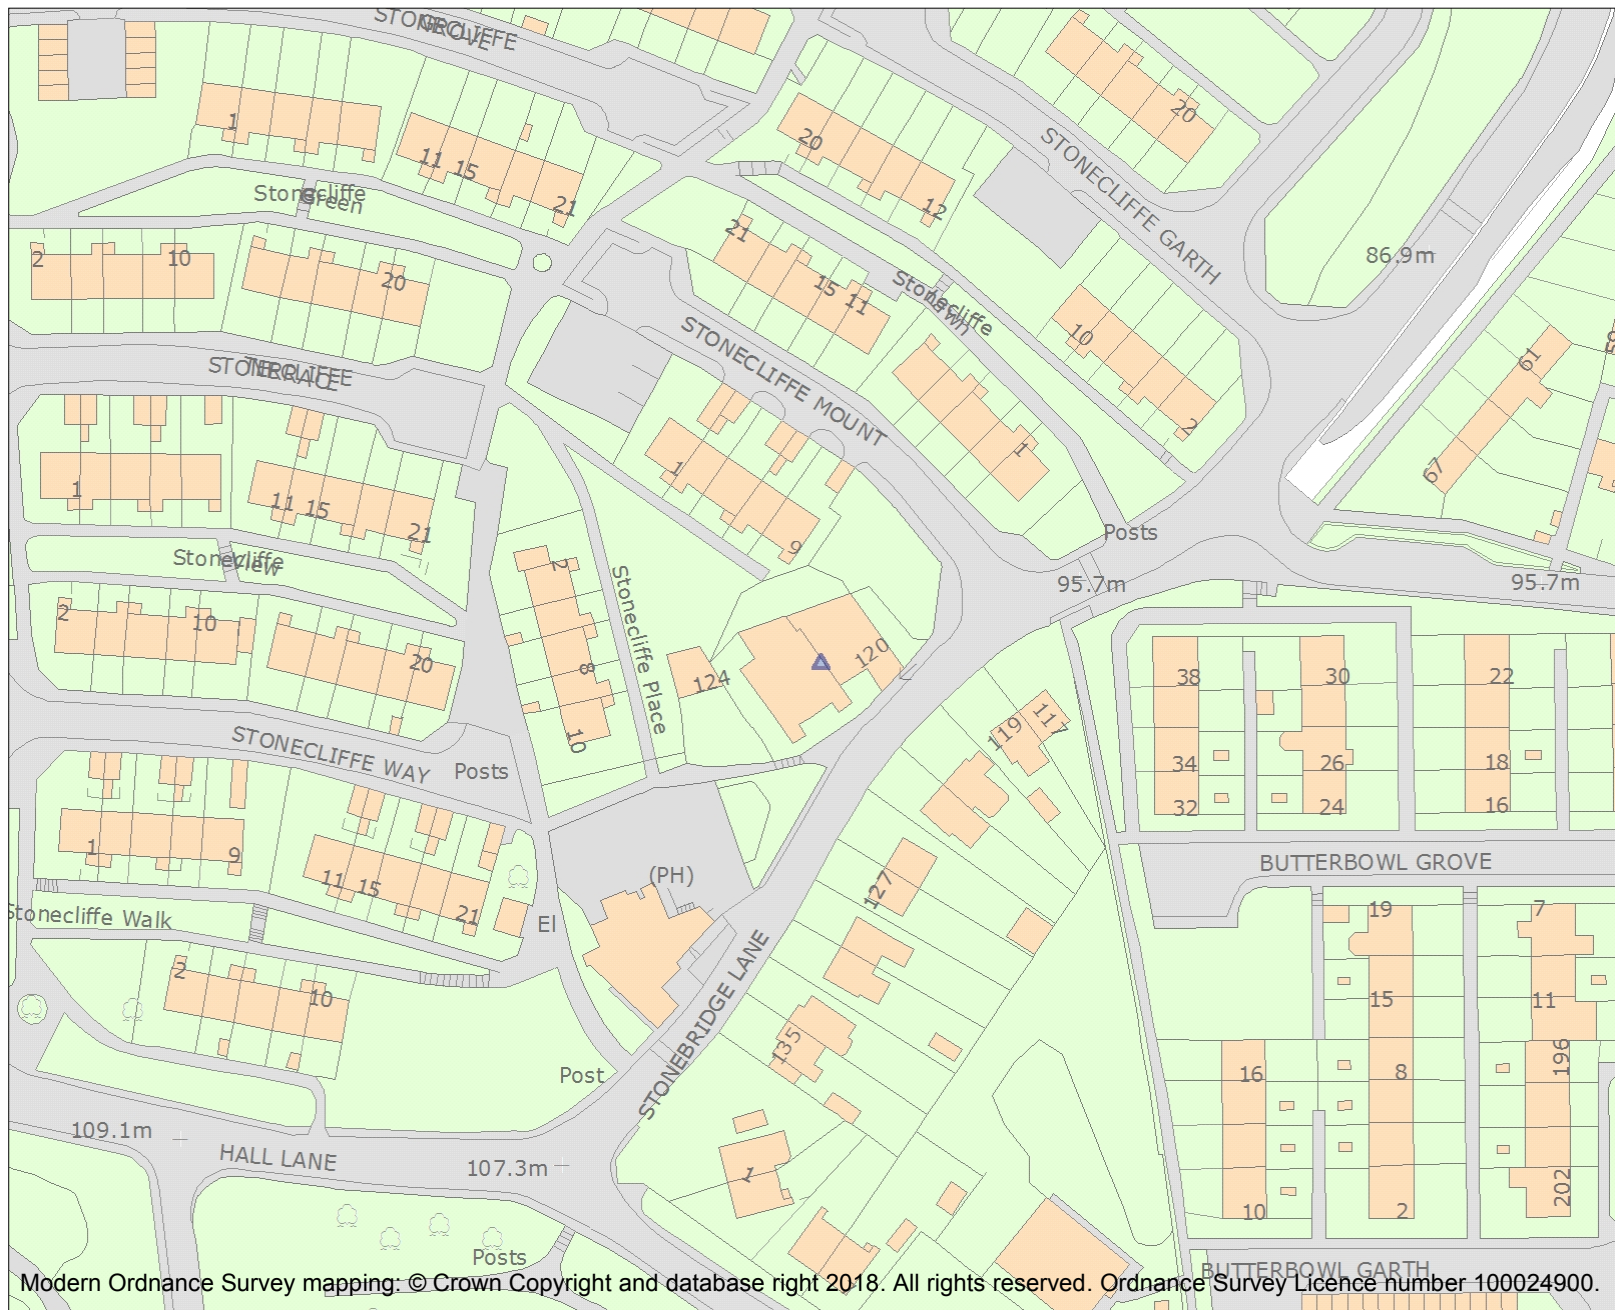 STONECLIFFE
GROVE
20
1
20
STONECLIFFE GARTH
11 15
21
12
Stonecliffe
Green
21
86.9m
2
10
20
15 11
Stonecliffe
Lawn
10
STONECLIFFE MOUNT
61
59
STONECLIFFE
TERRACE
2
1
67
1
1
11 15
21
9
Posts
Stonecliffe
View
2
95.7m
95.7m
2
10
20
Stonecliffe Place
8
124
120
38
30
22
10
119
117
STONECLIFFE WAY
Posts
34
26
18
32
24
16
1
9
11 15
21
(PH)
127
BUTTERBOWL GROVE
Stonecliffe Walk
El
19
7
2
10
STONEBRIDGE LANE
15
11
135
Post
16
8
196
109.1m
HALL LANE
107.3m
1
10
2
202
Posts
BUTTERBOWL GARTH
Modern Ordnance Survey mapping: © Crown Copyright and database right 2018. All rights reserved. Ordnance Survey Licence number 100024900.